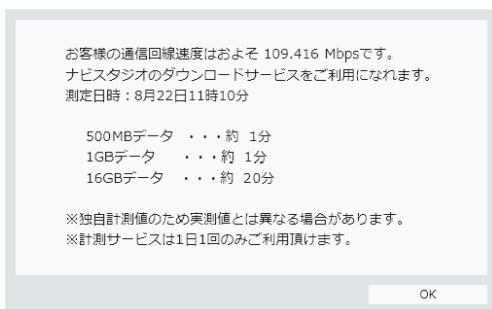 お客様の通信回線速度はおよそ 109.416 Mbpsです。
ナビスタジオのダウンロードサービスをご利用になれます。
測定日時：8月22日11時10分
500MBデータ ・・・約 1分
1GBデータ ・・・約 1分
16GBデータ ・・・約 20分
※独自計測値のため実測値とは異なる場合があります。
※計測サービスは1日1回のみご利用頂けます。
OK